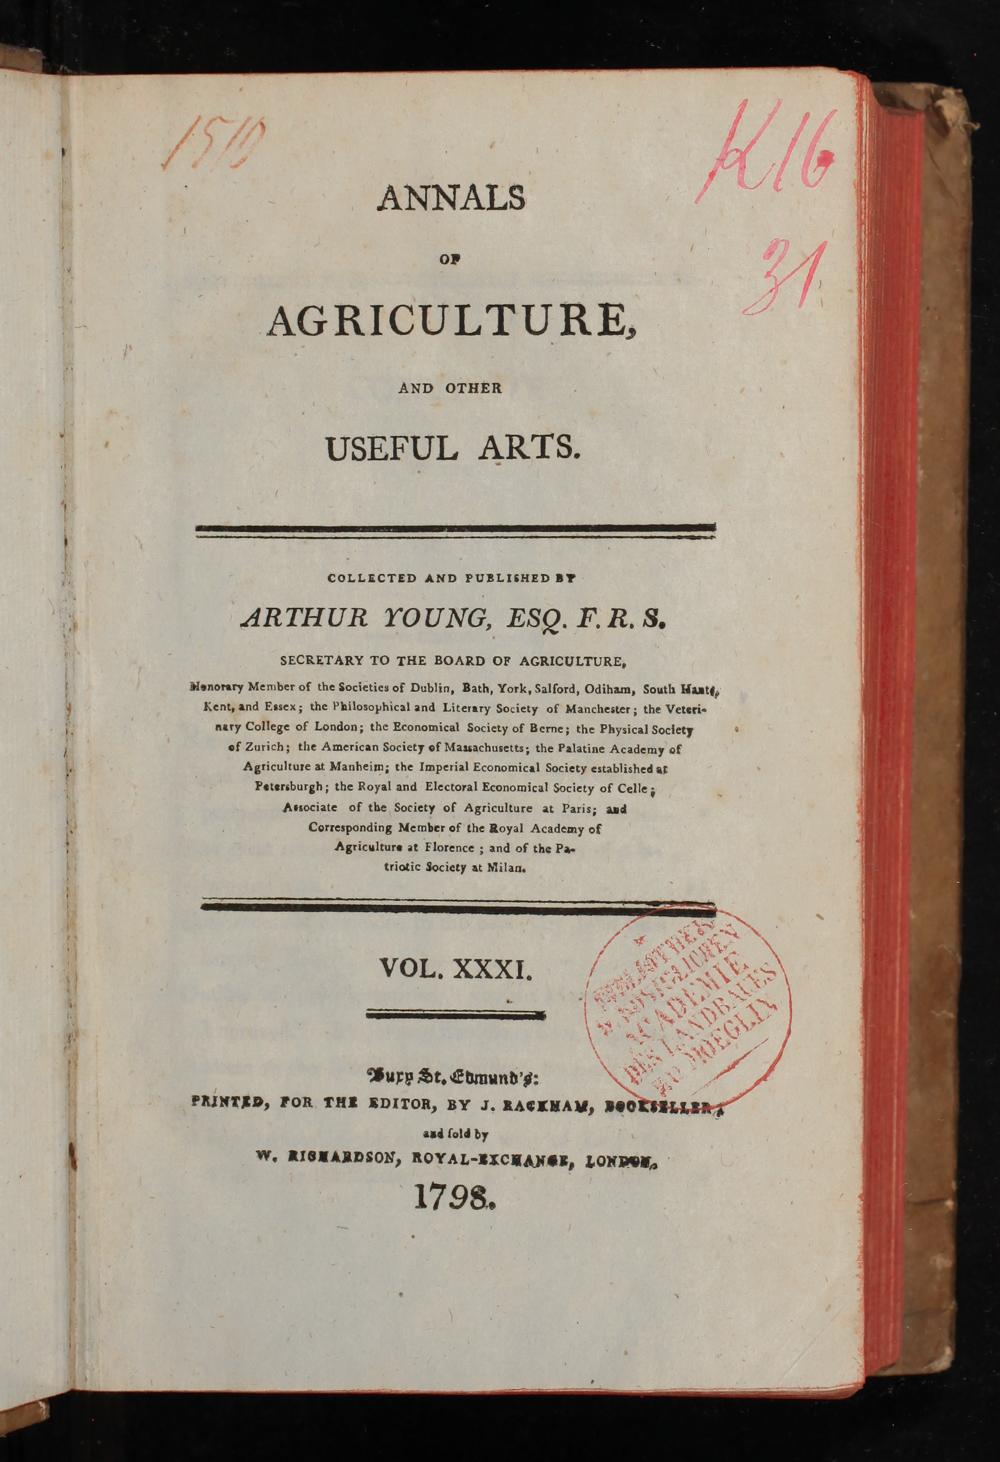 1510
K16
31
ANNALS
OF
AGRICULTURE,
AND OTHER
USEFUL ARTS.
COLLECTED AND PUBLISHED BY
ARTHUR YOUNG, ESQ. F. R. S.
SECRETARY TO THE BOARD OF AGRICULTURE,
Honorary Member of the Societies of Dublin, Bath, York, Salford, Odiham, South Hants,
Kent, and Essex; the Philosophical and Literary Society of Manchester; the Veteri-
nary College of London; the Economical Society of Berne; the Physical Society
of Zurich; the American Society of Massachusetts; the Palatine Academy of
Agriculture at Manheim; the Imperial Economical Society established at
Petersburgh; the Royal and Electoral Economical Society of Celle;
Associate of the Society of Agriculture at Paris; and
Corresponding Member of the Royal Academy of
Agriculture at Florence; and of the Pa-
triotic Society at Milan.
VOL. XXXI.
BIBLIOTHEK
D. KÖNIGLICHEN
ACADEMIE
DES LANDBAUES
ZU MOEGLIN
Bury St. Edmund's:
PRINTED, FOR THE EDITOR, BY J. RACKHAM, BOOKSELLER;
and ſold by
W. RICHARDSON, ROYAL-EXCHANGE, LONDON.
1798.